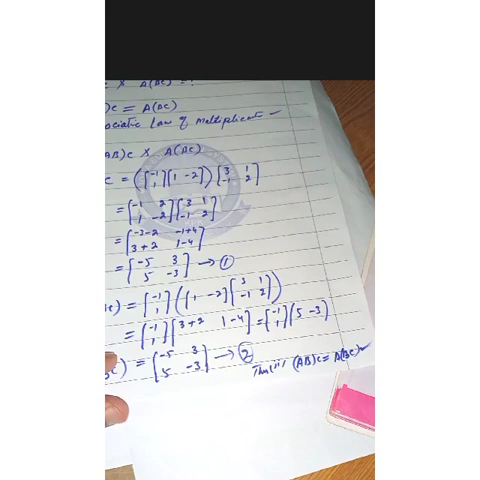 c x A(BC) = ?
)c = A(BC)
ociative Law of multiplication
(AB)c x A(BC)
c = ([-1 1][1 -2]) [3 1 -1 2]
= [-1 2 1 -2] [3 1 -1 2]
= [-3-2 -1+4 3+2 1-4]
= [-5 3 5 -3] → ①
Bc) = [-1 1] ([1 -2] [3 1 -1 2])
= [-1 1] [3+2 1-4] = [-1 1] [5 -3]
BC) = [-5 3 5 -3] → ②
(AB)c = A(BC)